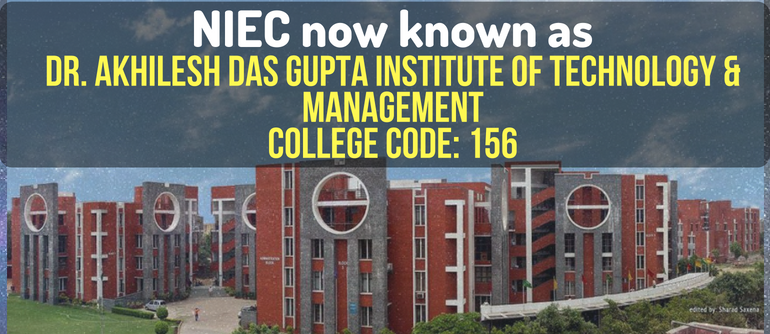 NIEC now known as
DR. AKHILESH DAS GUPTA INSTITUTE OF TECHNOLOGY &
MANAGEMENT
COLLEGE CODE: 156
edited by: Sharad Saxena